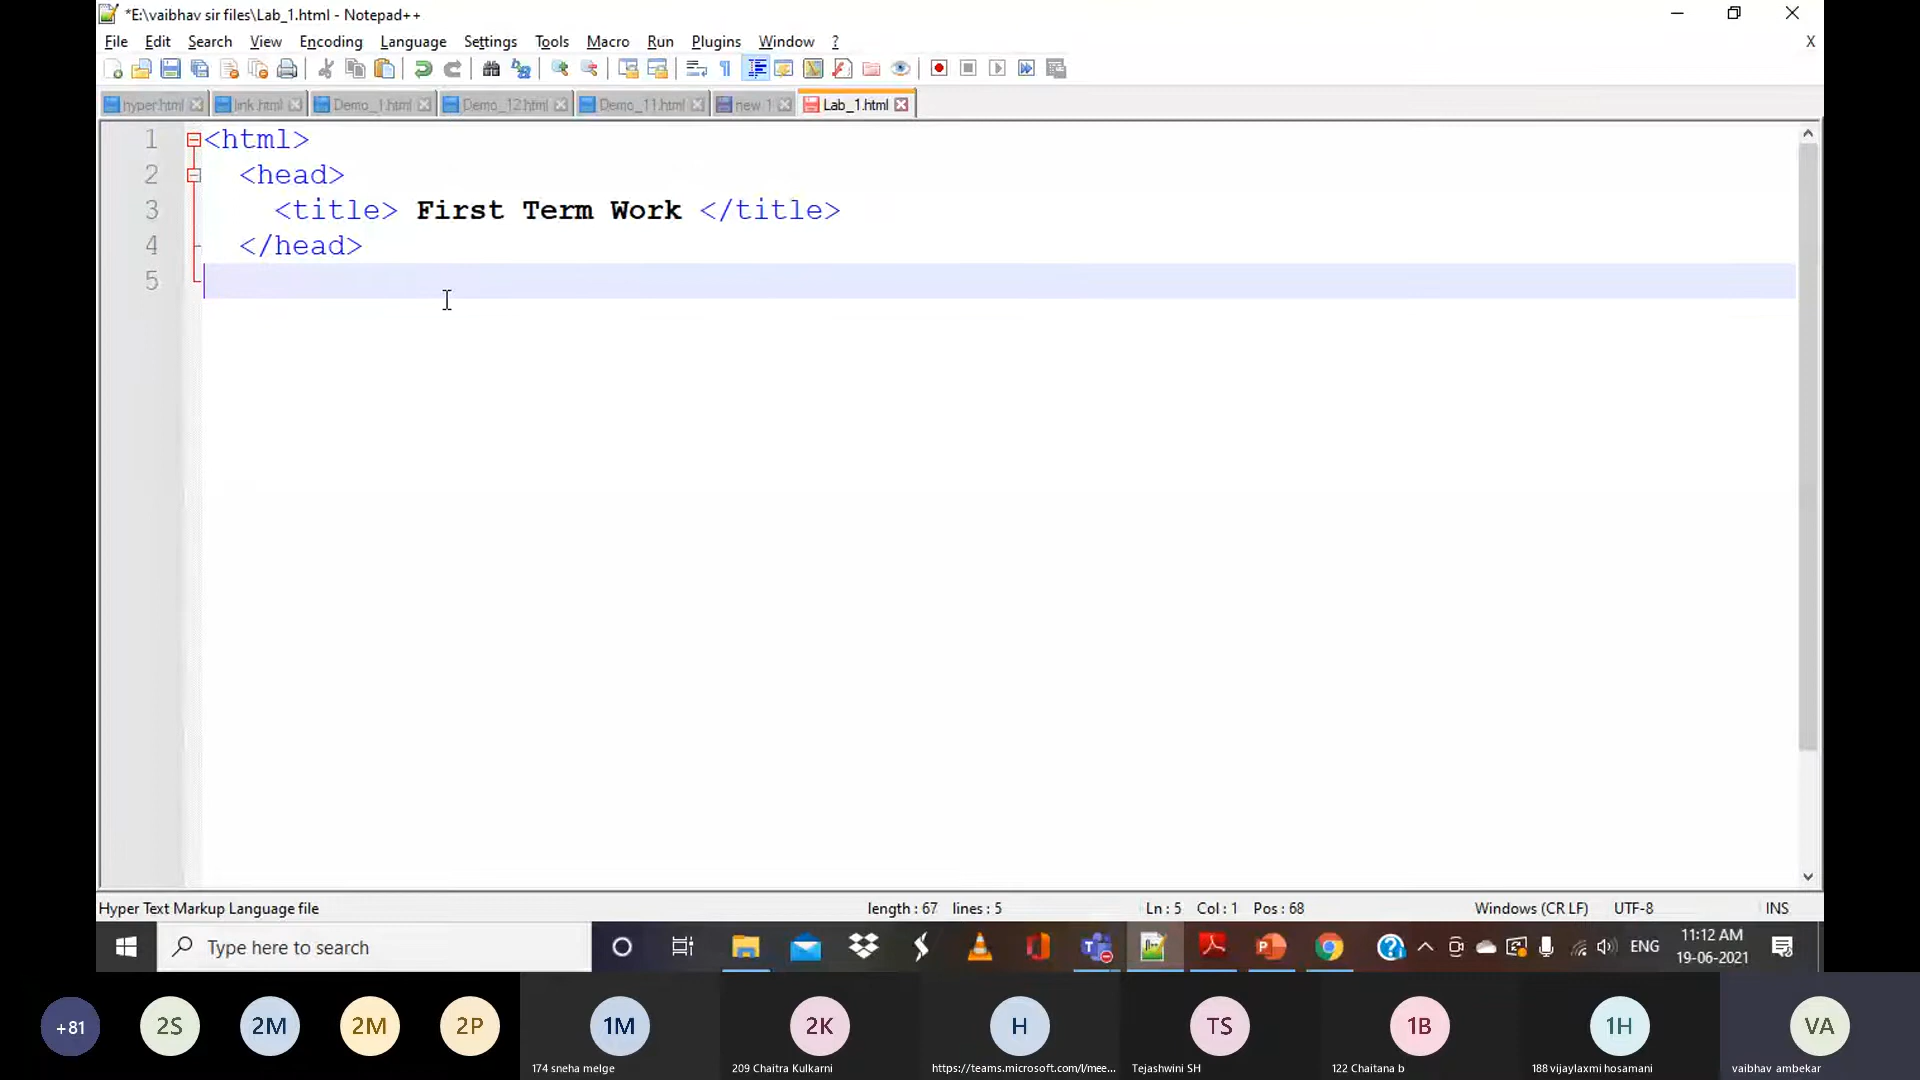 *E:\vaibhav sir files\Lab_1.html - Notepad++
File Edit Search View Encoding Language Settings Tools Macro Run Plugins Window ? X
hyper.html link.html Demo_1.html Demo_12.html Demo_11.html new 1 Lab_1.html
1 <html>
2 <head>
3 <title> First Term Work </title>
4 </head>
5
Hyper Text Markup Language file length : 67 lines : 5 Ln : 5 Col : 1 Pos : 68 Windows (CR LF) UTF-8 INS
Type here to search ENG 11:12 AM
19-06-2021
+81 2S 2M 2M 2P 1M 2K H TS 1B 1H VA
174 sneha melge 209 Chaitra Kulkarni https://teams.microsoft.com/l/mee... Tejashwini SH 122 Chaitana b 188 vijaylaxmi hosamani vaibhav ambekar